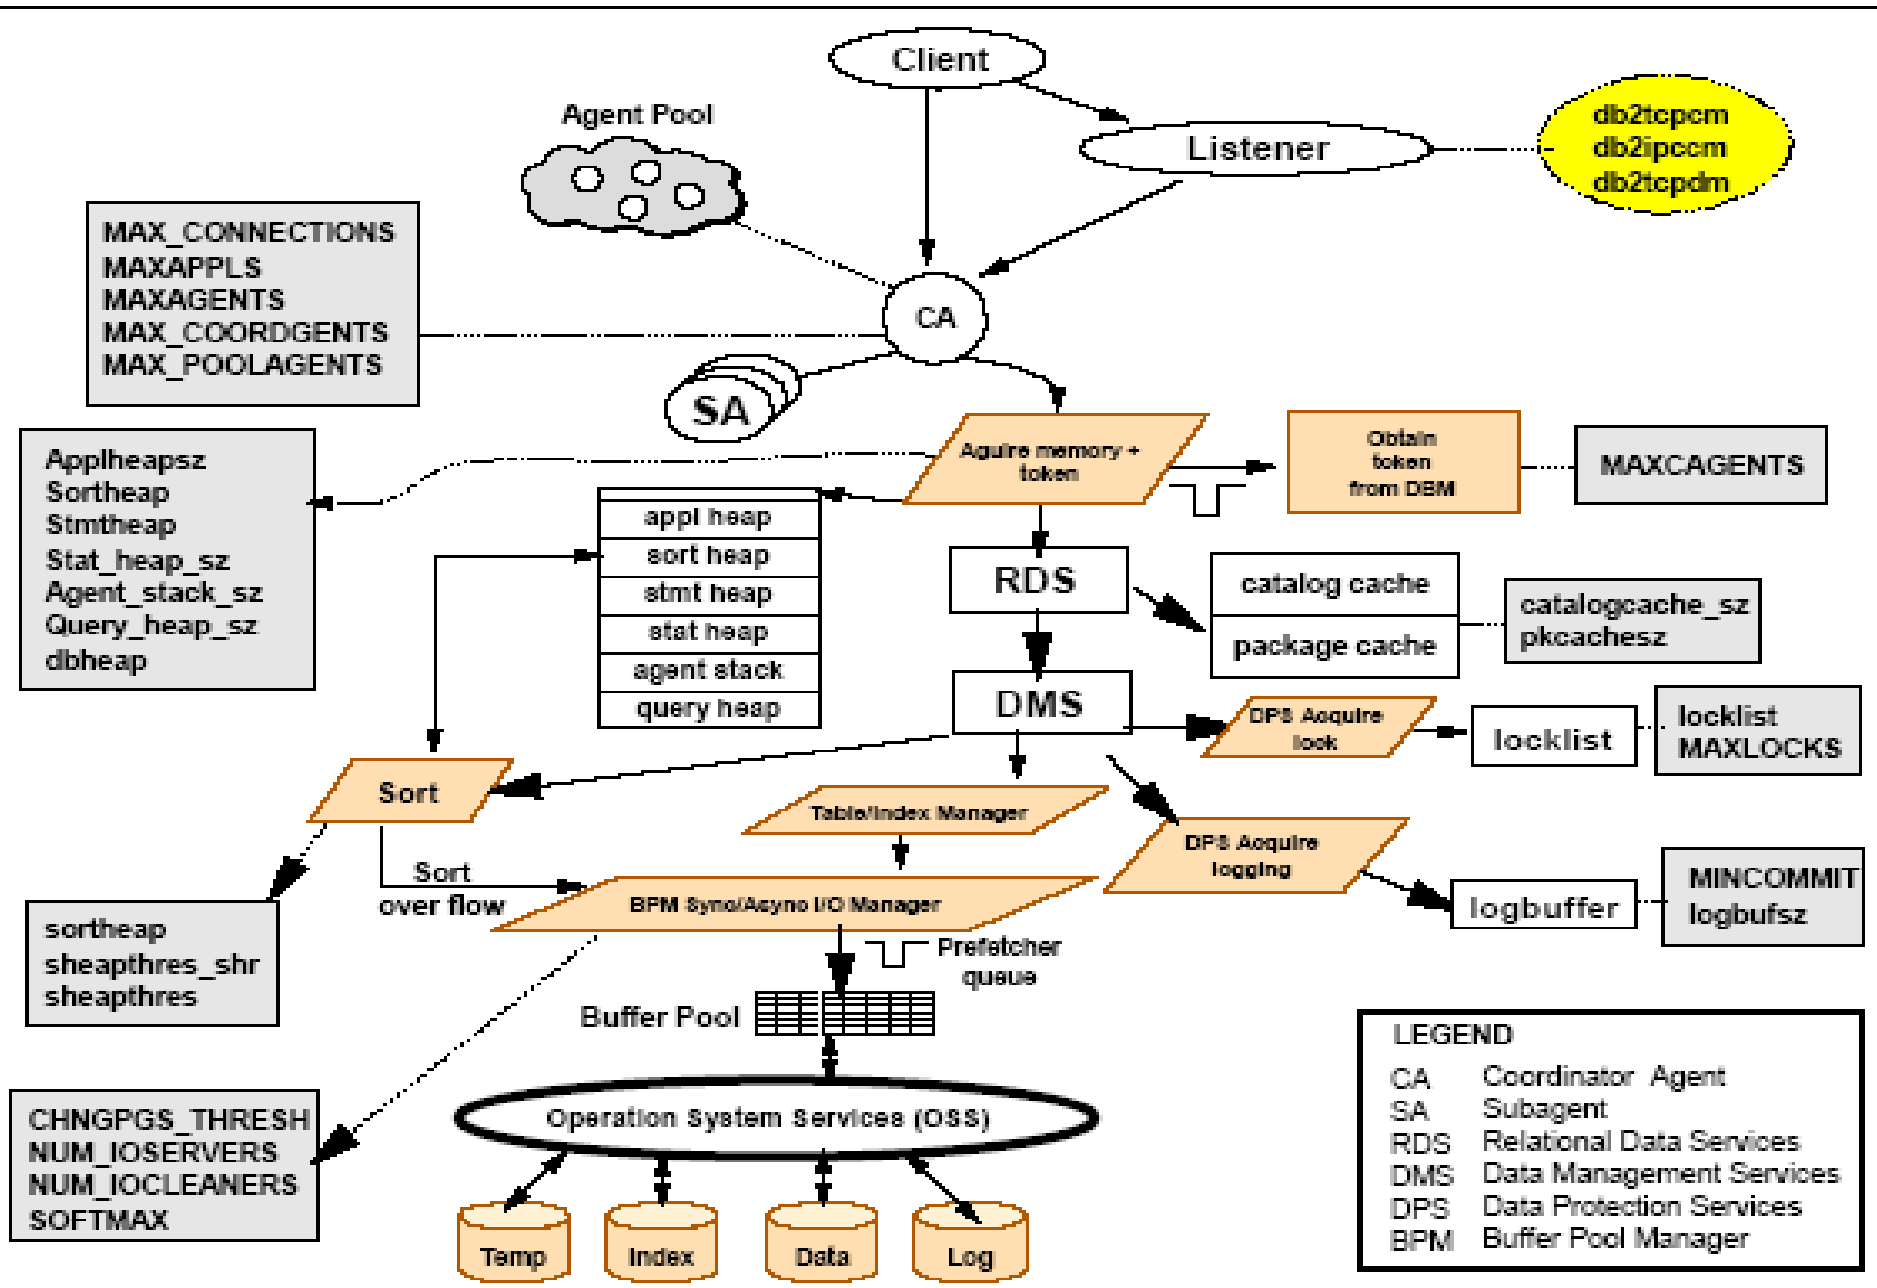 Client
Agent Pool
Listener
db2tcpcm
db2ipccm
db2tcpdm
MAX_CONNECTIONS
MAXAPPLS
MAXAGENTS
MAX_COORDGENTS
MAX_POOLAGENTS
CA
SA
Applheapsz
Sortheap
Stmtheap
Stat_heap_sz
Agent_stack_sz
Query_heap_sz
dbheap
Aguire memory +
token
Obtain
token
from DBM
MAXCAGENTS
appl heap
sort heap
stmt heap
stat heap
agent stack
query heap
RDS
catalog cache
package cache
catalogcache_sz
pkcachesz
DMS
DPS Acquire
lock
locklist
locklist
MAXLOCKS
Sort
Table/Index Manager
DPS Acquire
logging
Sort
over flow
BPM Sync/Async I/O Manager
logbuffer
MINCOMMIT
logbufsz
sortheap
sheapthres_shr
sheapthres
Prefetcher
queue
Buffer Pool
CHNGPGS_THRESH
NUM_IOSERVERS
NUM_IOCLEANERS
SOFTMAX
Operation System Services (OSS)
Temp
Index
Data
Log
LEGEND
CA Coordinator Agent
SA Subagent
RDS Relational Data Services
DMS Data Management Services
DPS Data Protection Services
BPM Buffer Pool Manager